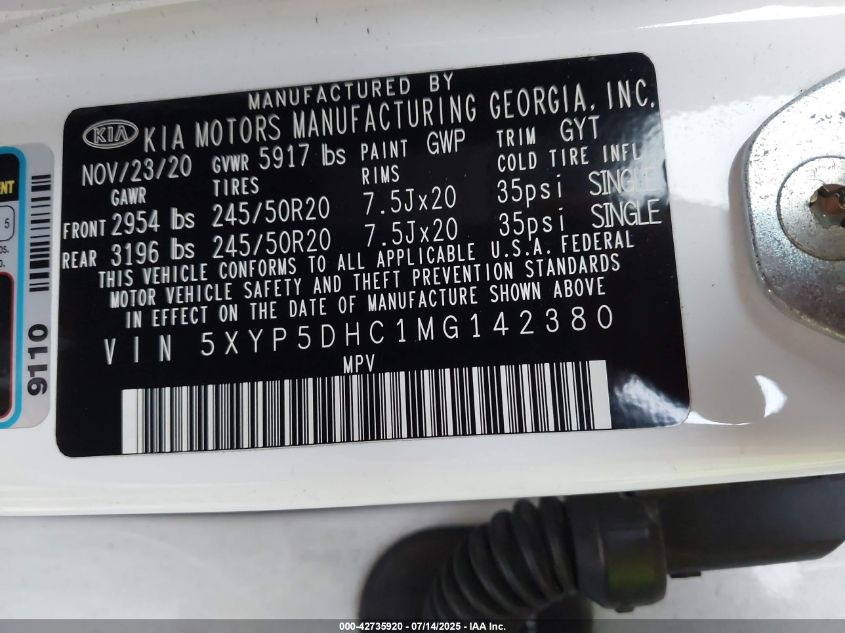 MANUFACTURED BY
KIA KIA MOTORS MANUFACTURING GEORGIA, INC.
NOV/23/20 GVWR 5917 lbs PAINT GWP TRIM GYT
GAWR TIRES RIMS COLD TIRE INFL
FRONT 2954 lbs 245/50R20 7.5Jx20 35psi SINGLE
REAR 3196 lbs 245/50R20 7.5Jx20 35psi SINGLE
THIS VEHICLE CONFORMS TO ALL APPLICABLE U.S.A. FEDERAL
MOTOR VEHICLE SAFETY AND THEFT PREVENTION STANDARDS
IN EFFECT ON THE DATE OF MANUFACTURE SHOWN ABOVE
VIN 5XYP5DHC1MG142380
MPV
5
9110
000-42735920 - 07/14/2025 - IAA Inc.